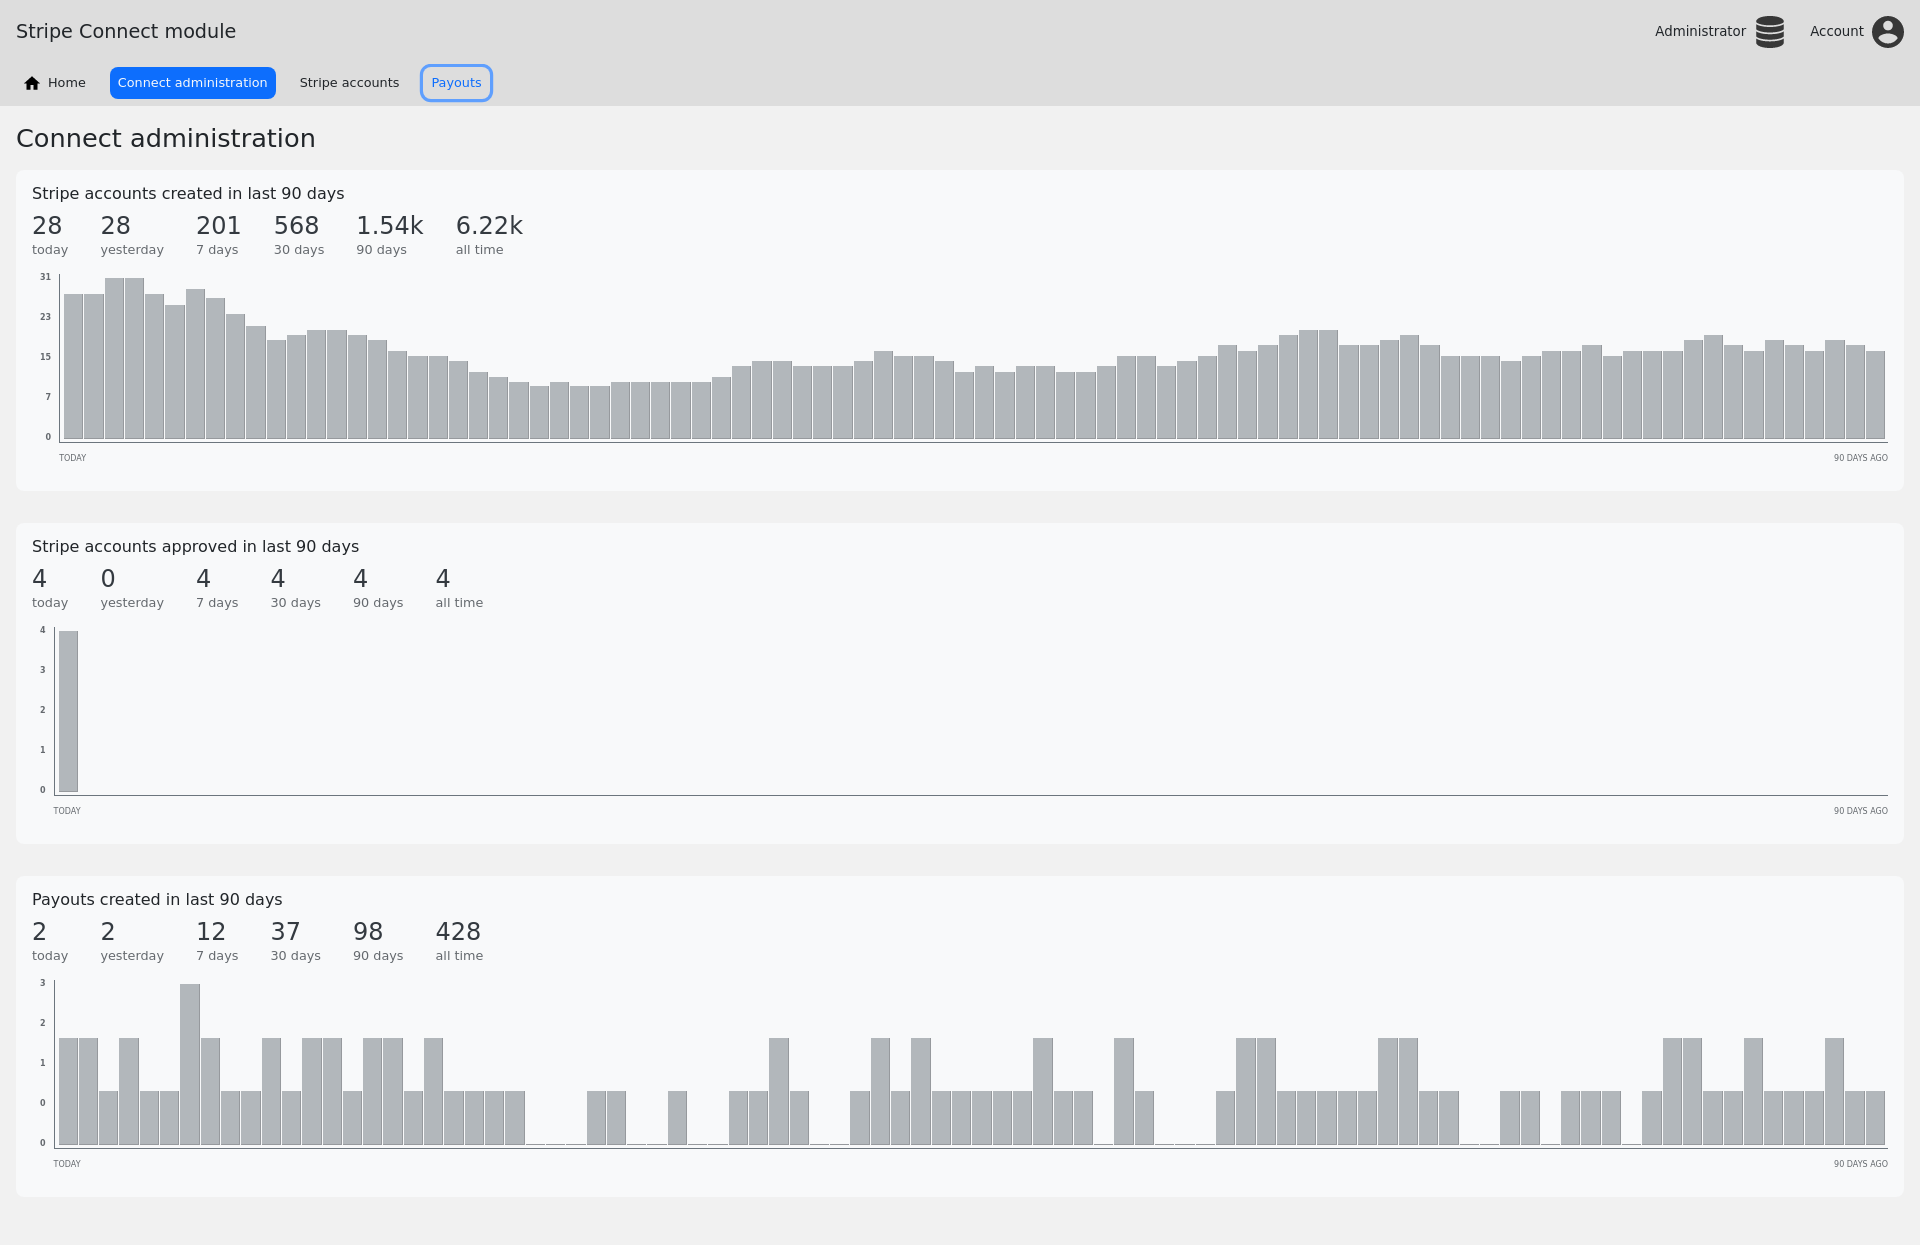 Stripe Connect module
Administrator
Account
Home
Connect administration
Stripe accounts
Payouts
Connect administration
Stripe accounts created in last 90 days
28 28 201 568 1.54k 6.22k
today yesterday 7 days 30 days 90 days all time
31
23
15
7
0
TODAY 90 DAYS AGO
Stripe accounts approved in last 90 days
4 0 4 4 4 4
today yesterday 7 days 30 days 90 days all time
4
3
2
1
0
TODAY 90 DAYS AGO
Payouts created in last 90 days
2 2 12 37 98 428
today yesterday 7 days 30 days 90 days all time
3
2
1
0
0
TODAY 90 DAYS AGO